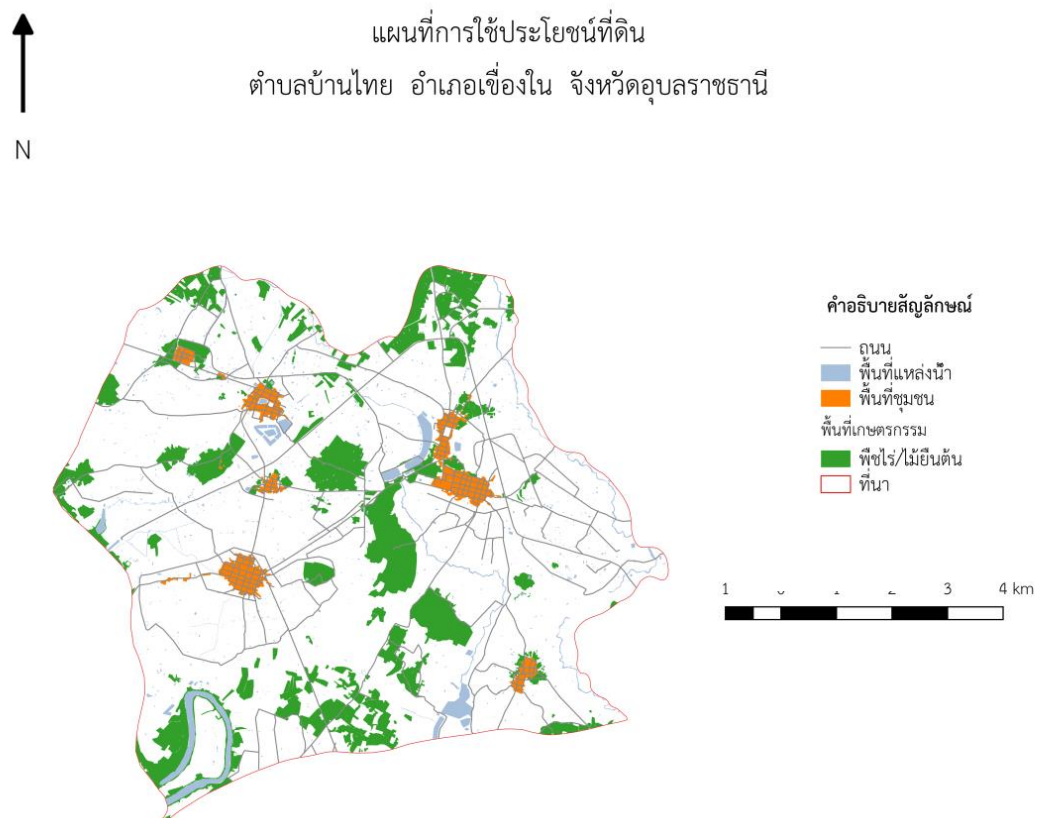 แผนที่การใช้ประโยชน์ที่ดิน
ตำบลบ้านไทย อำเภอเขื่องใน จังหวัดอุบลราชธานี
N
คำอธิบายสัญลักษณ์
ถนน
พื้นที่แหล่งน้ำ
พื้นที่ชุมชน
พื้นที่เกษตรกรรม
พืชไร่/ไม้ยืนต้น
ที่นา
1 0 1 2 3 4 km